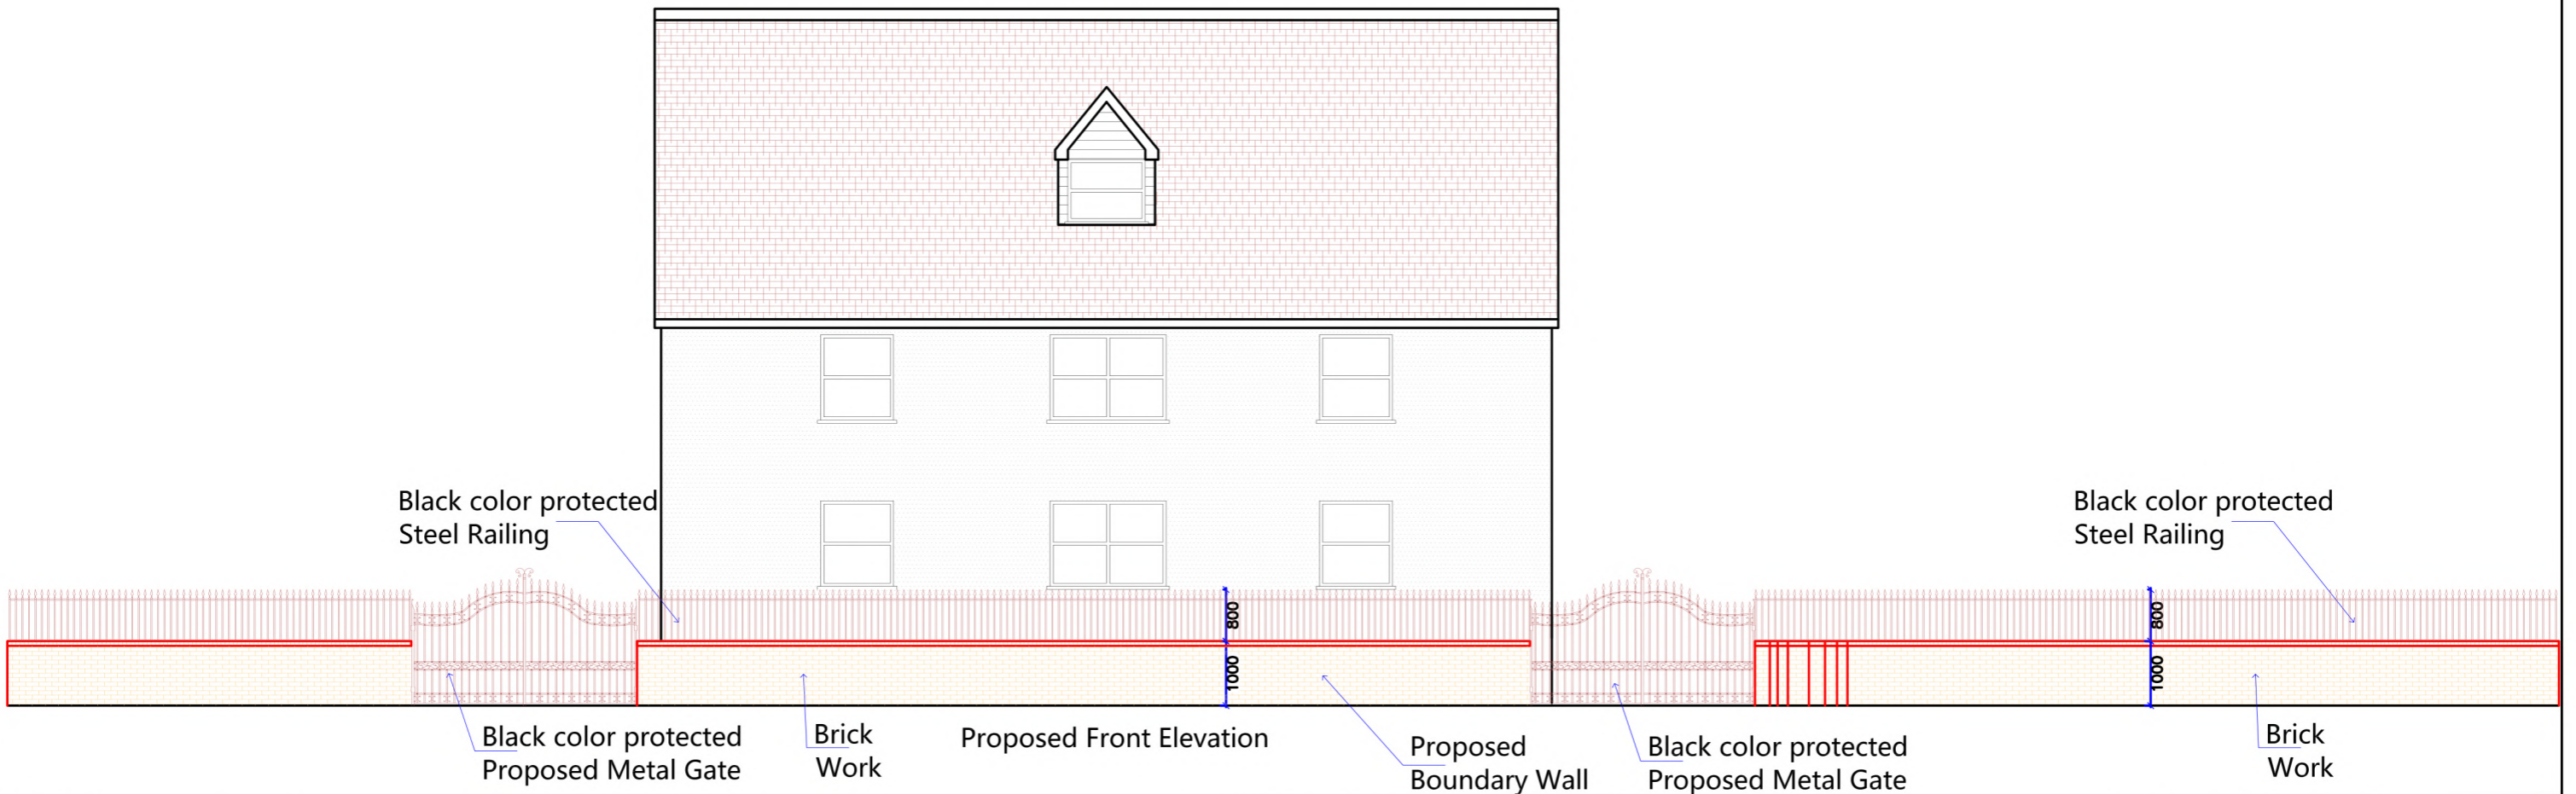 Black color protected
Steel Railing
Black color protected
Steel Railing
800
800
1000
1000
Black color protected
Proposed Metal Gate
Brick
Work
Proposed Front Elevation
Proposed
Boundary Wall
Black color protected
Proposed Metal Gate
Brick
Work